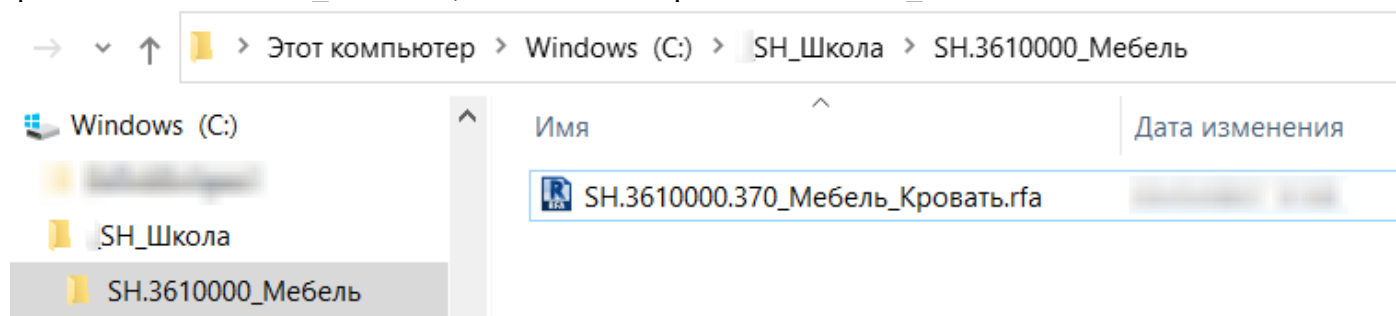 Этот компьютер > Windows (C:) > SH_Школа > SH.3610000_Мебель
Windows (C:)
Имя
Дата изменения
SH.3610000.370_Мебель_Кровать.rfa
SH_Школа
SH.3610000_Мебель